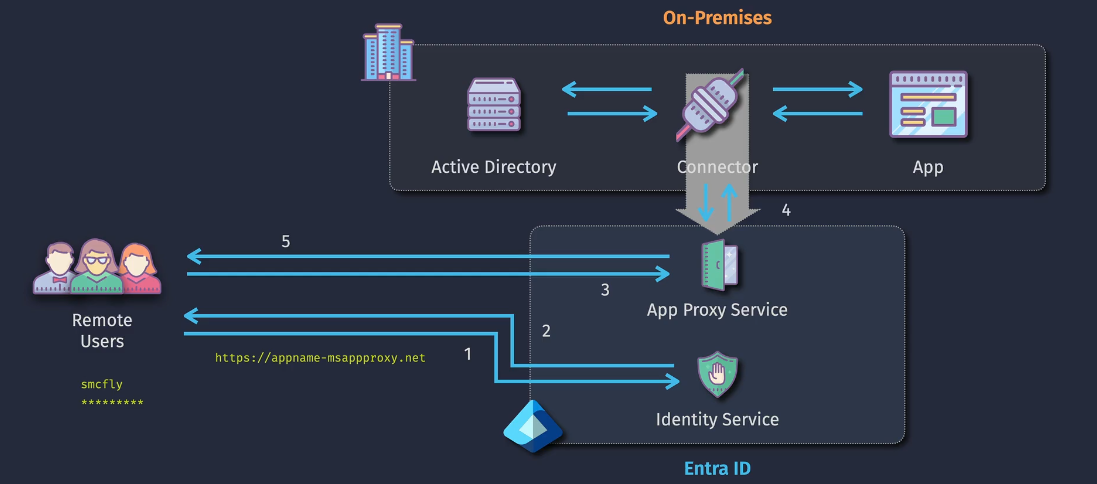 On-Premises
Active Directory
Connector
App
4
5
3
App Proxy Service
Remote
Users
2
1
https://appname-msappproxy.net
smcfly
*********
Identity Service
Entra ID